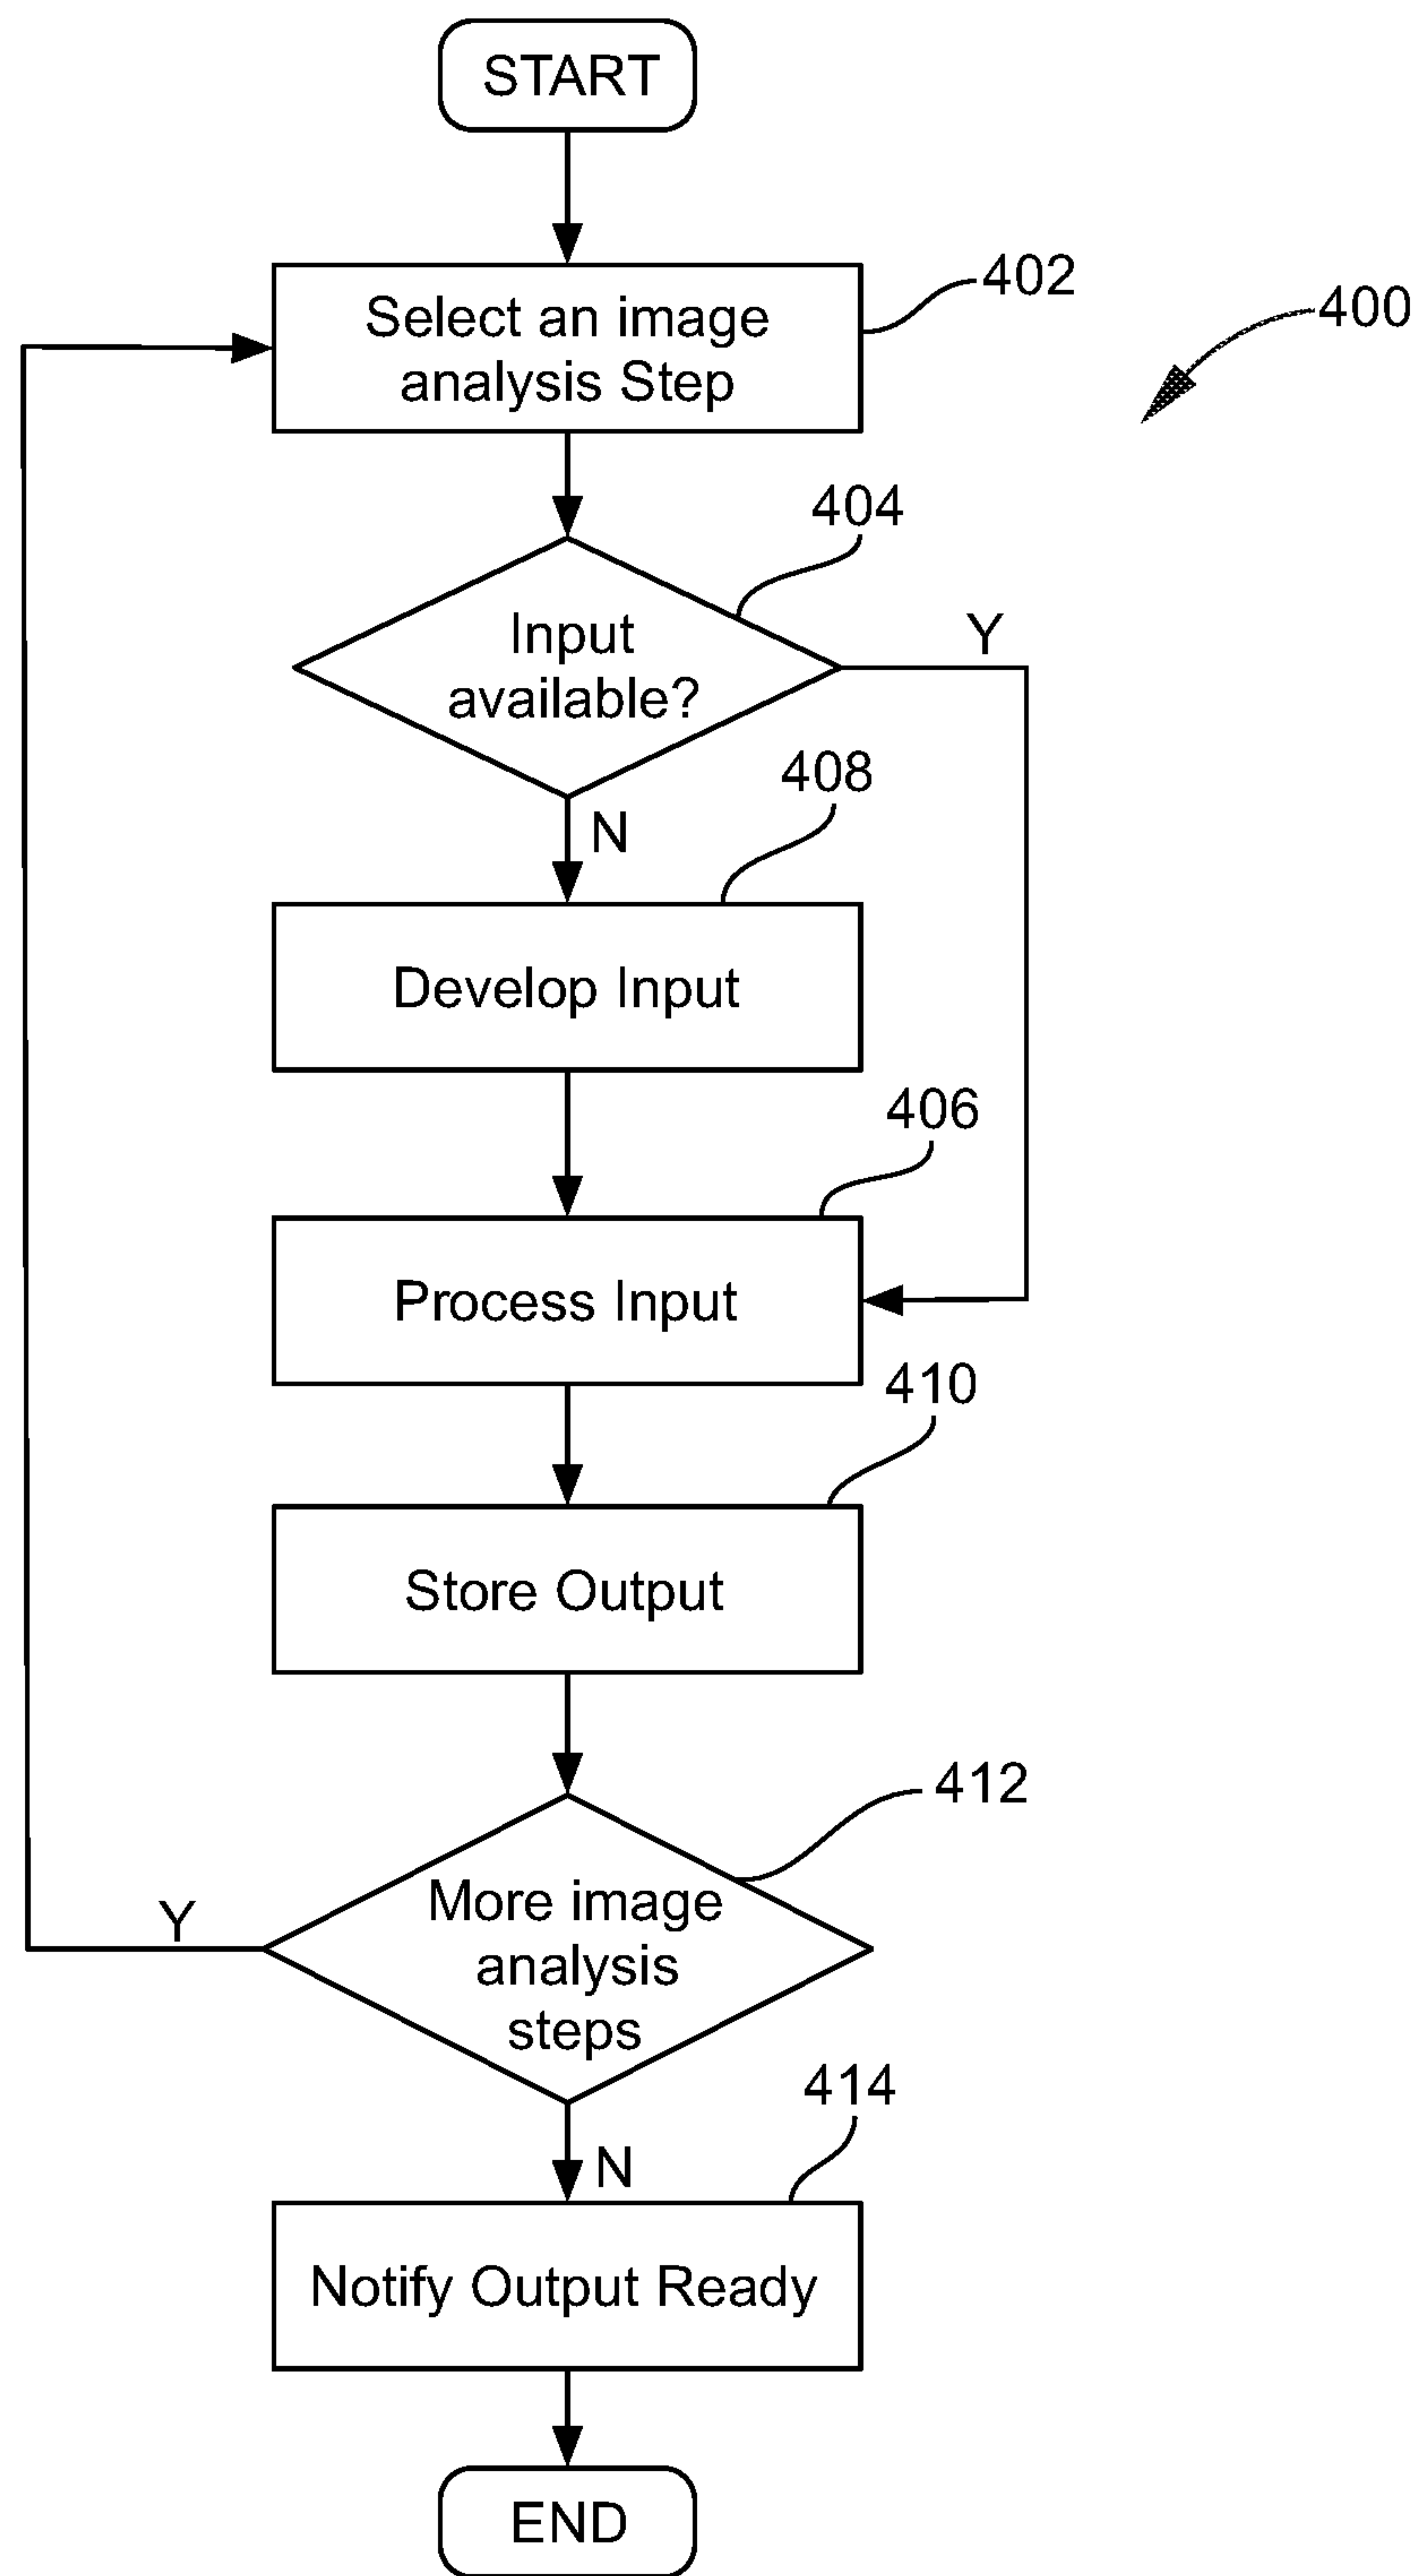 START
402
400
Select an image
analysis Step
404
Y
Input
available?
408
N
Develop Input
406
Process Input
410
Store Output
412
Y
More image
analysis
steps
414
N
Notify Output Ready
END